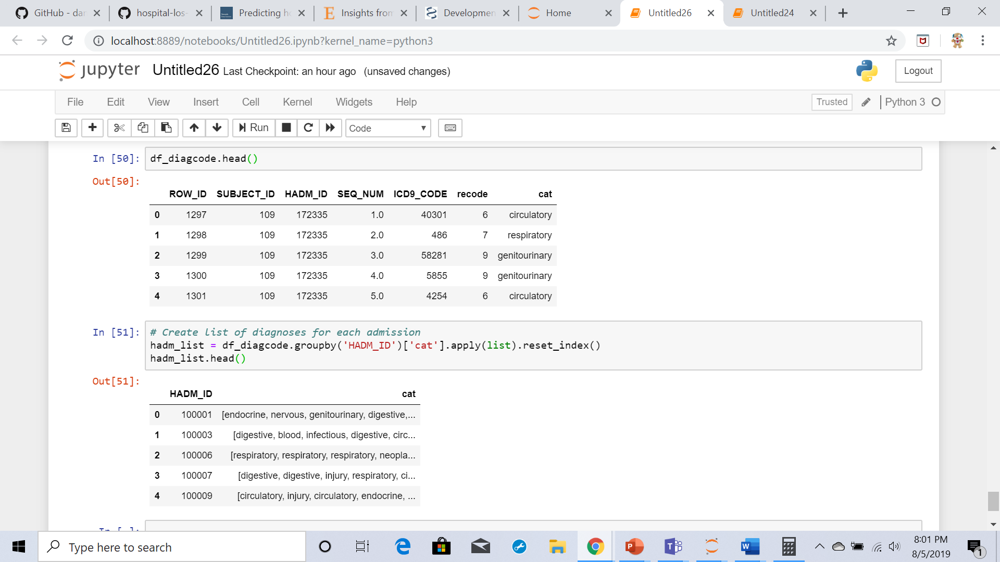 GitHub - dar
hospital-los-
Predicting ho
Insights from
Developmen
Home
Untitled26
Untitled24
localhost:8889/notebooks/Untitled26.ipynb?kernel_name=python3
jupyter Untitled26 Last Checkpoint: an hour ago (unsaved changes)
Logout
File Edit View Insert Cell Kernel Widgets Help
Trusted Python 3
Run Code
In [50]: df_diagcode.head()
Out[50]:
ROW_ID SUBJECT_ID HADM_ID SEQ_NUM ICD9_CODE recode cat
0 1297 109 172335 1.0 40301 6 circulatory
1 1298 109 172335 2.0 486 7 respiratory
2 1299 109 172335 3.0 58281 9 genitourinary
3 1300 109 172335 4.0 5855 9 genitourinary
4 1301 109 172335 5.0 4254 6 circulatory
In [51]: # Create list of diagnoses for each admission
hadm_list = df_diagcode.groupby('HADM_ID')['cat'].apply(list).reset_index()
hadm_list.head()
Out[51]:
HADM_ID cat
0 100001 [endocrine, nervous, genitourinary, digestive,...
1 100003 [digestive, blood, infectious, digestive, circ...
2 100006 [respiratory, respiratory, respiratory, neopla...
3 100007 [digestive, digestive, injury, respiratory, ci...
4 100009 [circulatory, injury, circulatory, endocrine, ...
In [ ]:
Type here to search
8:01 PM
8/5/2019
1